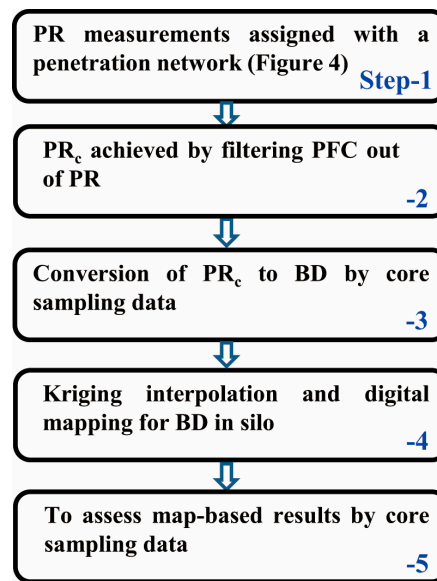 PR measurements assigned with a
penetration network (Figure 4)
Step-1
PRc achieved by filtering PFC out
of PR
-2
Conversion of PRc to BD by core
sampling data
-3
Kriging interpolation and digital
mapping for BD in silo
-4
To assess map-based results by core
sampling data
-5